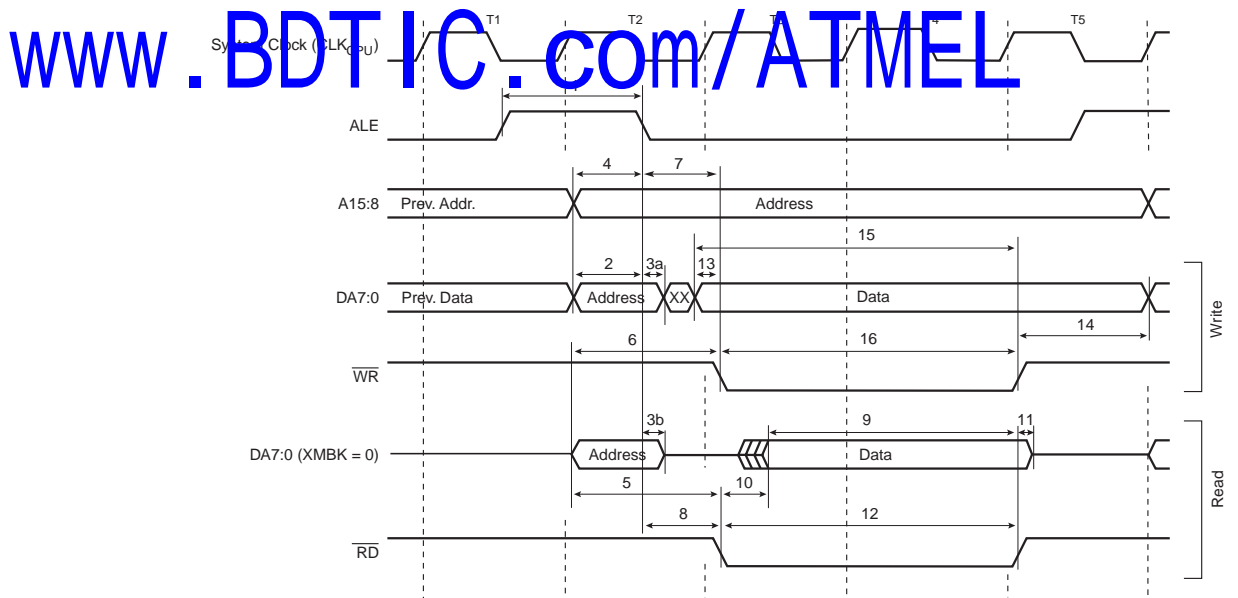 www.BDTIC.com/ATMEL
T1 T2 4 T5
System Clock (CLKCPU)
ALE
4 7
A15:8 Prev. Addr. Address
15
2 3a 13
DA7:0 Prev. Data Address XX Data
14
6 16
WR
Write
3b 9 11
DA7:0 (XMBK = 0) Address Data
5 10
8 12
RD
Read